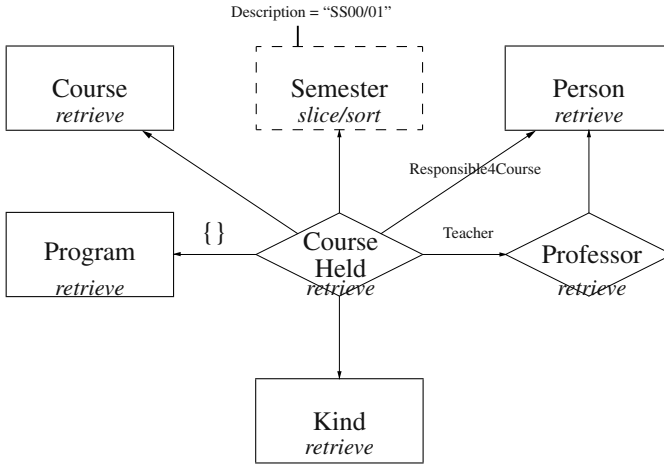 Description = “SS00/01”
Course
retrieve
Semester
slice/sort
Person
retrieve
Responsible4Course
Program
retrieve
{}
Course
Held
retrieve
Teacher
Professor
retrieve
Kind
retrieve